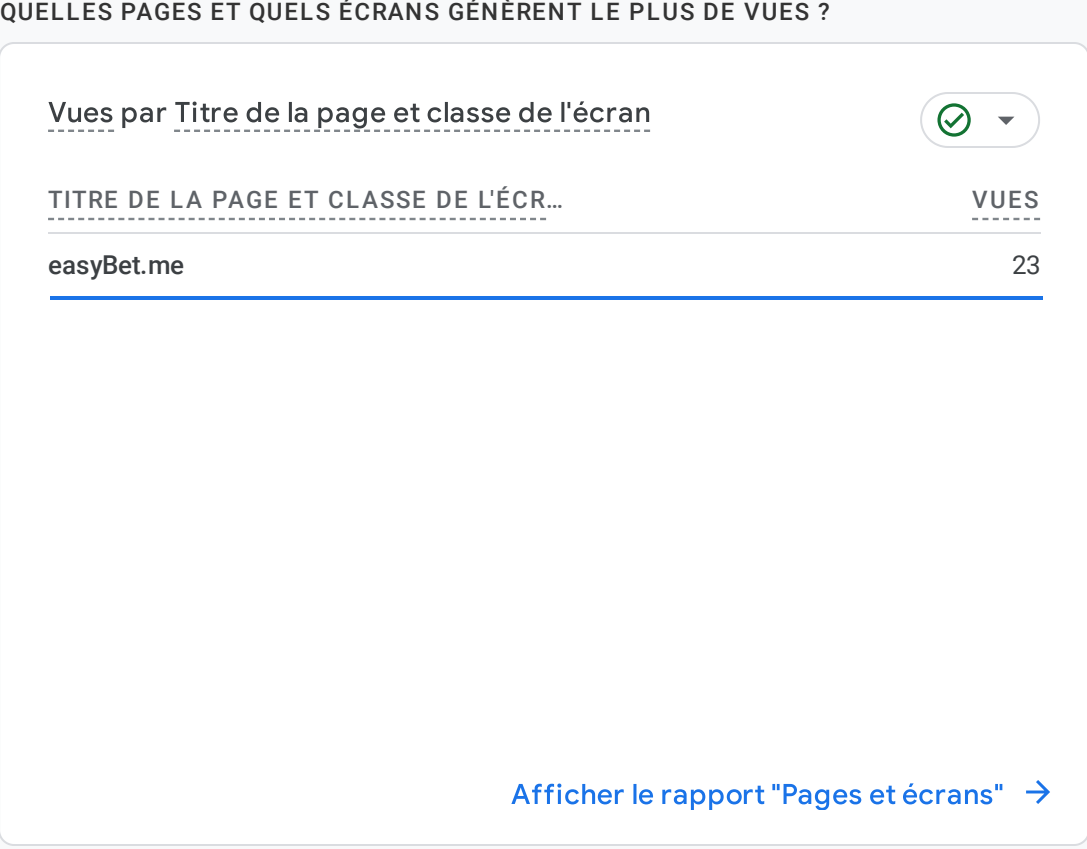 QUELLES PAGES ET QUELS ÉCRANS GÉNÈRENT LE PLUS DE VUES ?
Vues par Titre de la page et classe de l'écran
TITRE DE LA PAGE ET CLASSE DE L'ÉCR... VUES
easyBet.me 23
Afficher le rapport "Pages et écrans"